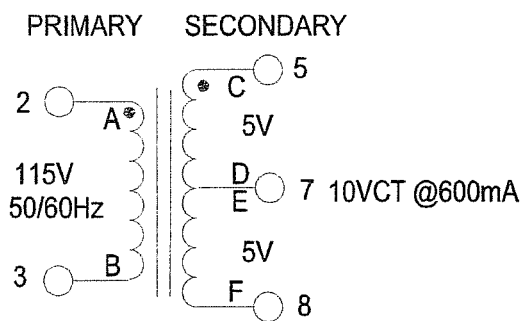 PRIMARY SECONDARY
5
2
A
C
5V
115V
50/60Hz
D
E
7 10VCT @600mA
5V
3
B
F
8